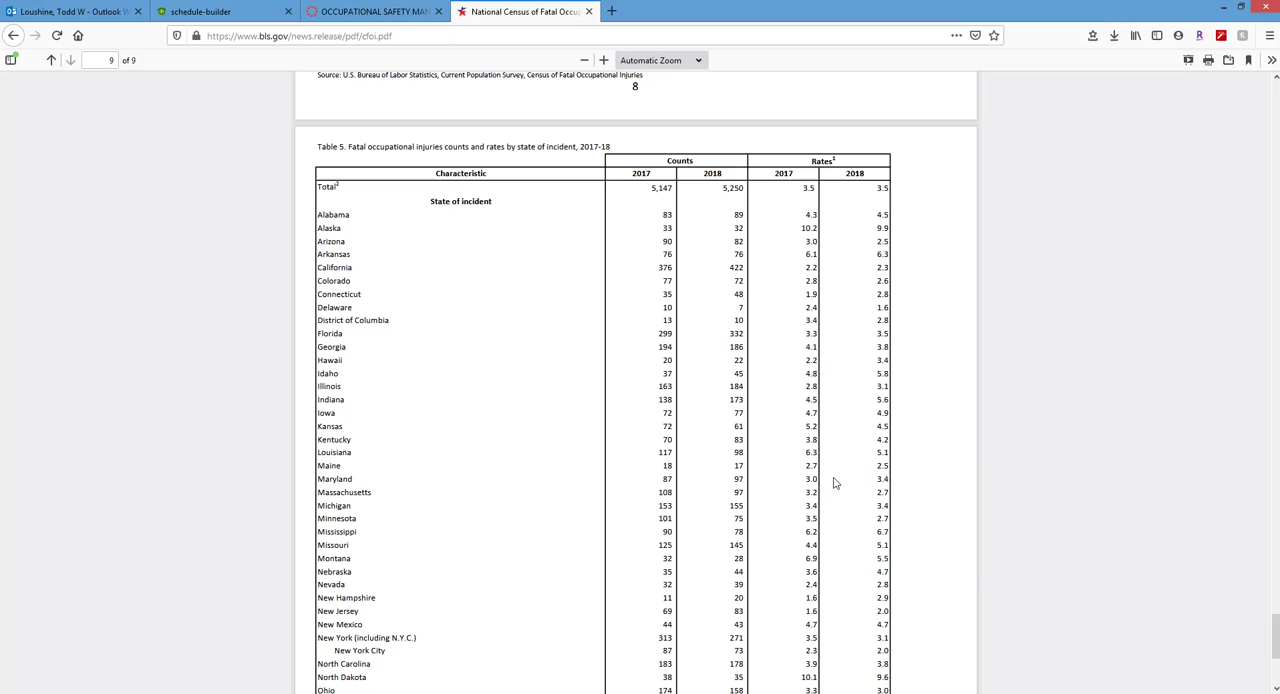 Loushine, Todd W - Outlook W
schedule-builder
OCCUPATIONAL SAFETY MAN
National Census of Fatal Occup
https://www.bls.gov/news.release/pdf/cfoi.pdf
9 of 9
Automatic Zoom
Source: U.S. Bureau of Labor Statistics, Current Population Survey, Census of Fatal Occupational Injuries
8
Table 5. Fatal occupational injuries counts and rates by state of incident, 2017-18
Counts Rates1
Characteristic 2017 2018 2017 2018
Total2 5,147 5,250 3.5 3.5
State of incident
Alabama 83 89 4.3 4.5
Alaska 33 32 10.2 9.9
Arizona 90 82 3.0 2.5
Arkansas 76 76 6.1 6.3
California 376 422 2.2 2.3
Colorado 77 72 2.8 2.6
Connecticut 35 48 1.9 2.8
Delaware 10 7 2.4 1.6
District of Columbia 13 10 3.4 2.8
Florida 299 332 3.3 3.5
Georgia 194 186 4.1 3.8
Hawaii 20 22 2.2 3.4
Idaho 37 45 4.8 5.8
Illinois 163 184 2.8 3.1
Indiana 138 173 4.5 5.6
Iowa 72 77 4.7 4.9
Kansas 72 61 5.2 4.5
Kentucky 70 83 3.8 4.2
Louisiana 117 98 6.3 5.1
Maine 18 17 2.7 2.5
Maryland 87 97 3.0 3.4
Massachusetts 108 97 3.2 2.7
Michigan 153 155 3.4 3.4
Minnesota 101 75 3.5 2.7
Mississippi 90 78 6.2 6.7
Missouri 125 145 4.4 5.1
Montana 32 28 6.9 5.5
Nebraska 35 44 3.6 4.7
Nevada 32 39 2.4 2.8
New Hampshire 11 20 1.6 2.9
New Jersey 69 83 1.6 2.0
New Mexico 44 43 4.7 4.7
New York (including N.Y.C.) 313 271 3.5 3.1
New York City 87 73 2.3 2.0
North Carolina 183 178 3.9 3.8
North Dakota 38 35 10.1 9.6
Ohio 174 158 3.3 3.0